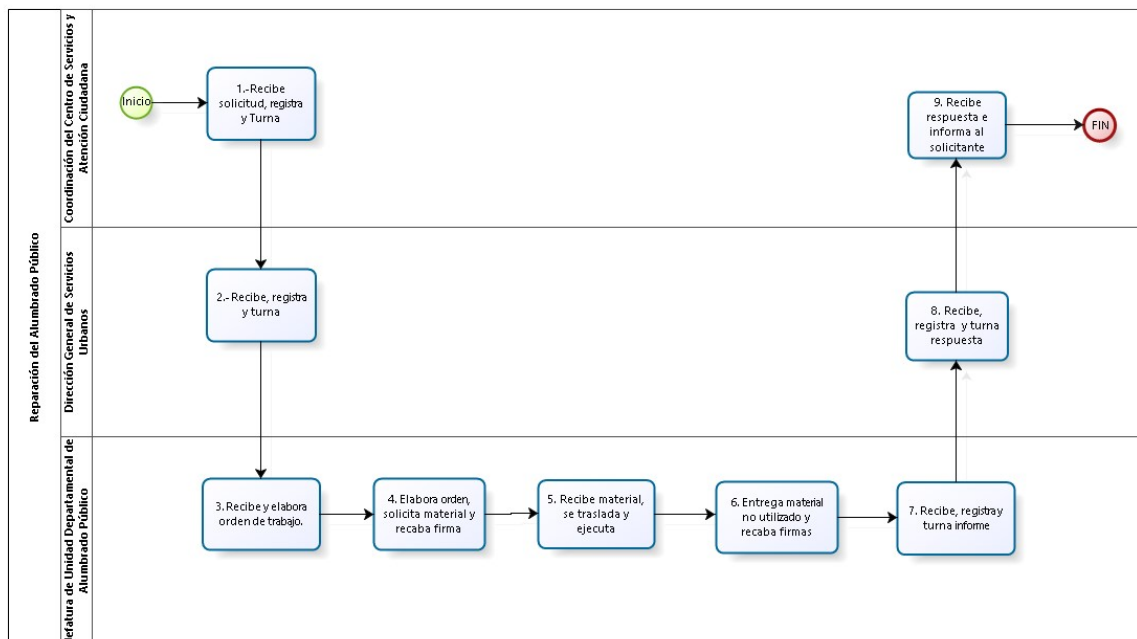 Reparación del Alumbrado Público
Coordinación del Centro de Servicios y
Atención Ciudadana
Inicio
1.-Recibe
solicitud, registra
y Turna
9. Recibe
respuesta e
informa al
solicitante
FIN
Dirección General de Servicios
Urbanos
2.- Recibe, registra
y turna
8. Recibe,
registra y turna
respuesta
Jefatura de Unidad Departamental de
Alumbrado Público
3. Recibe y elabora
orden de trabajo.
4. Elabora orden,
solicita material y
recaba firma
5. Recibe material,
se traslada y
ejecuta
6. Entrega material
no utilizado y
recaba firmas
7. Recibe, registra y
turna informe